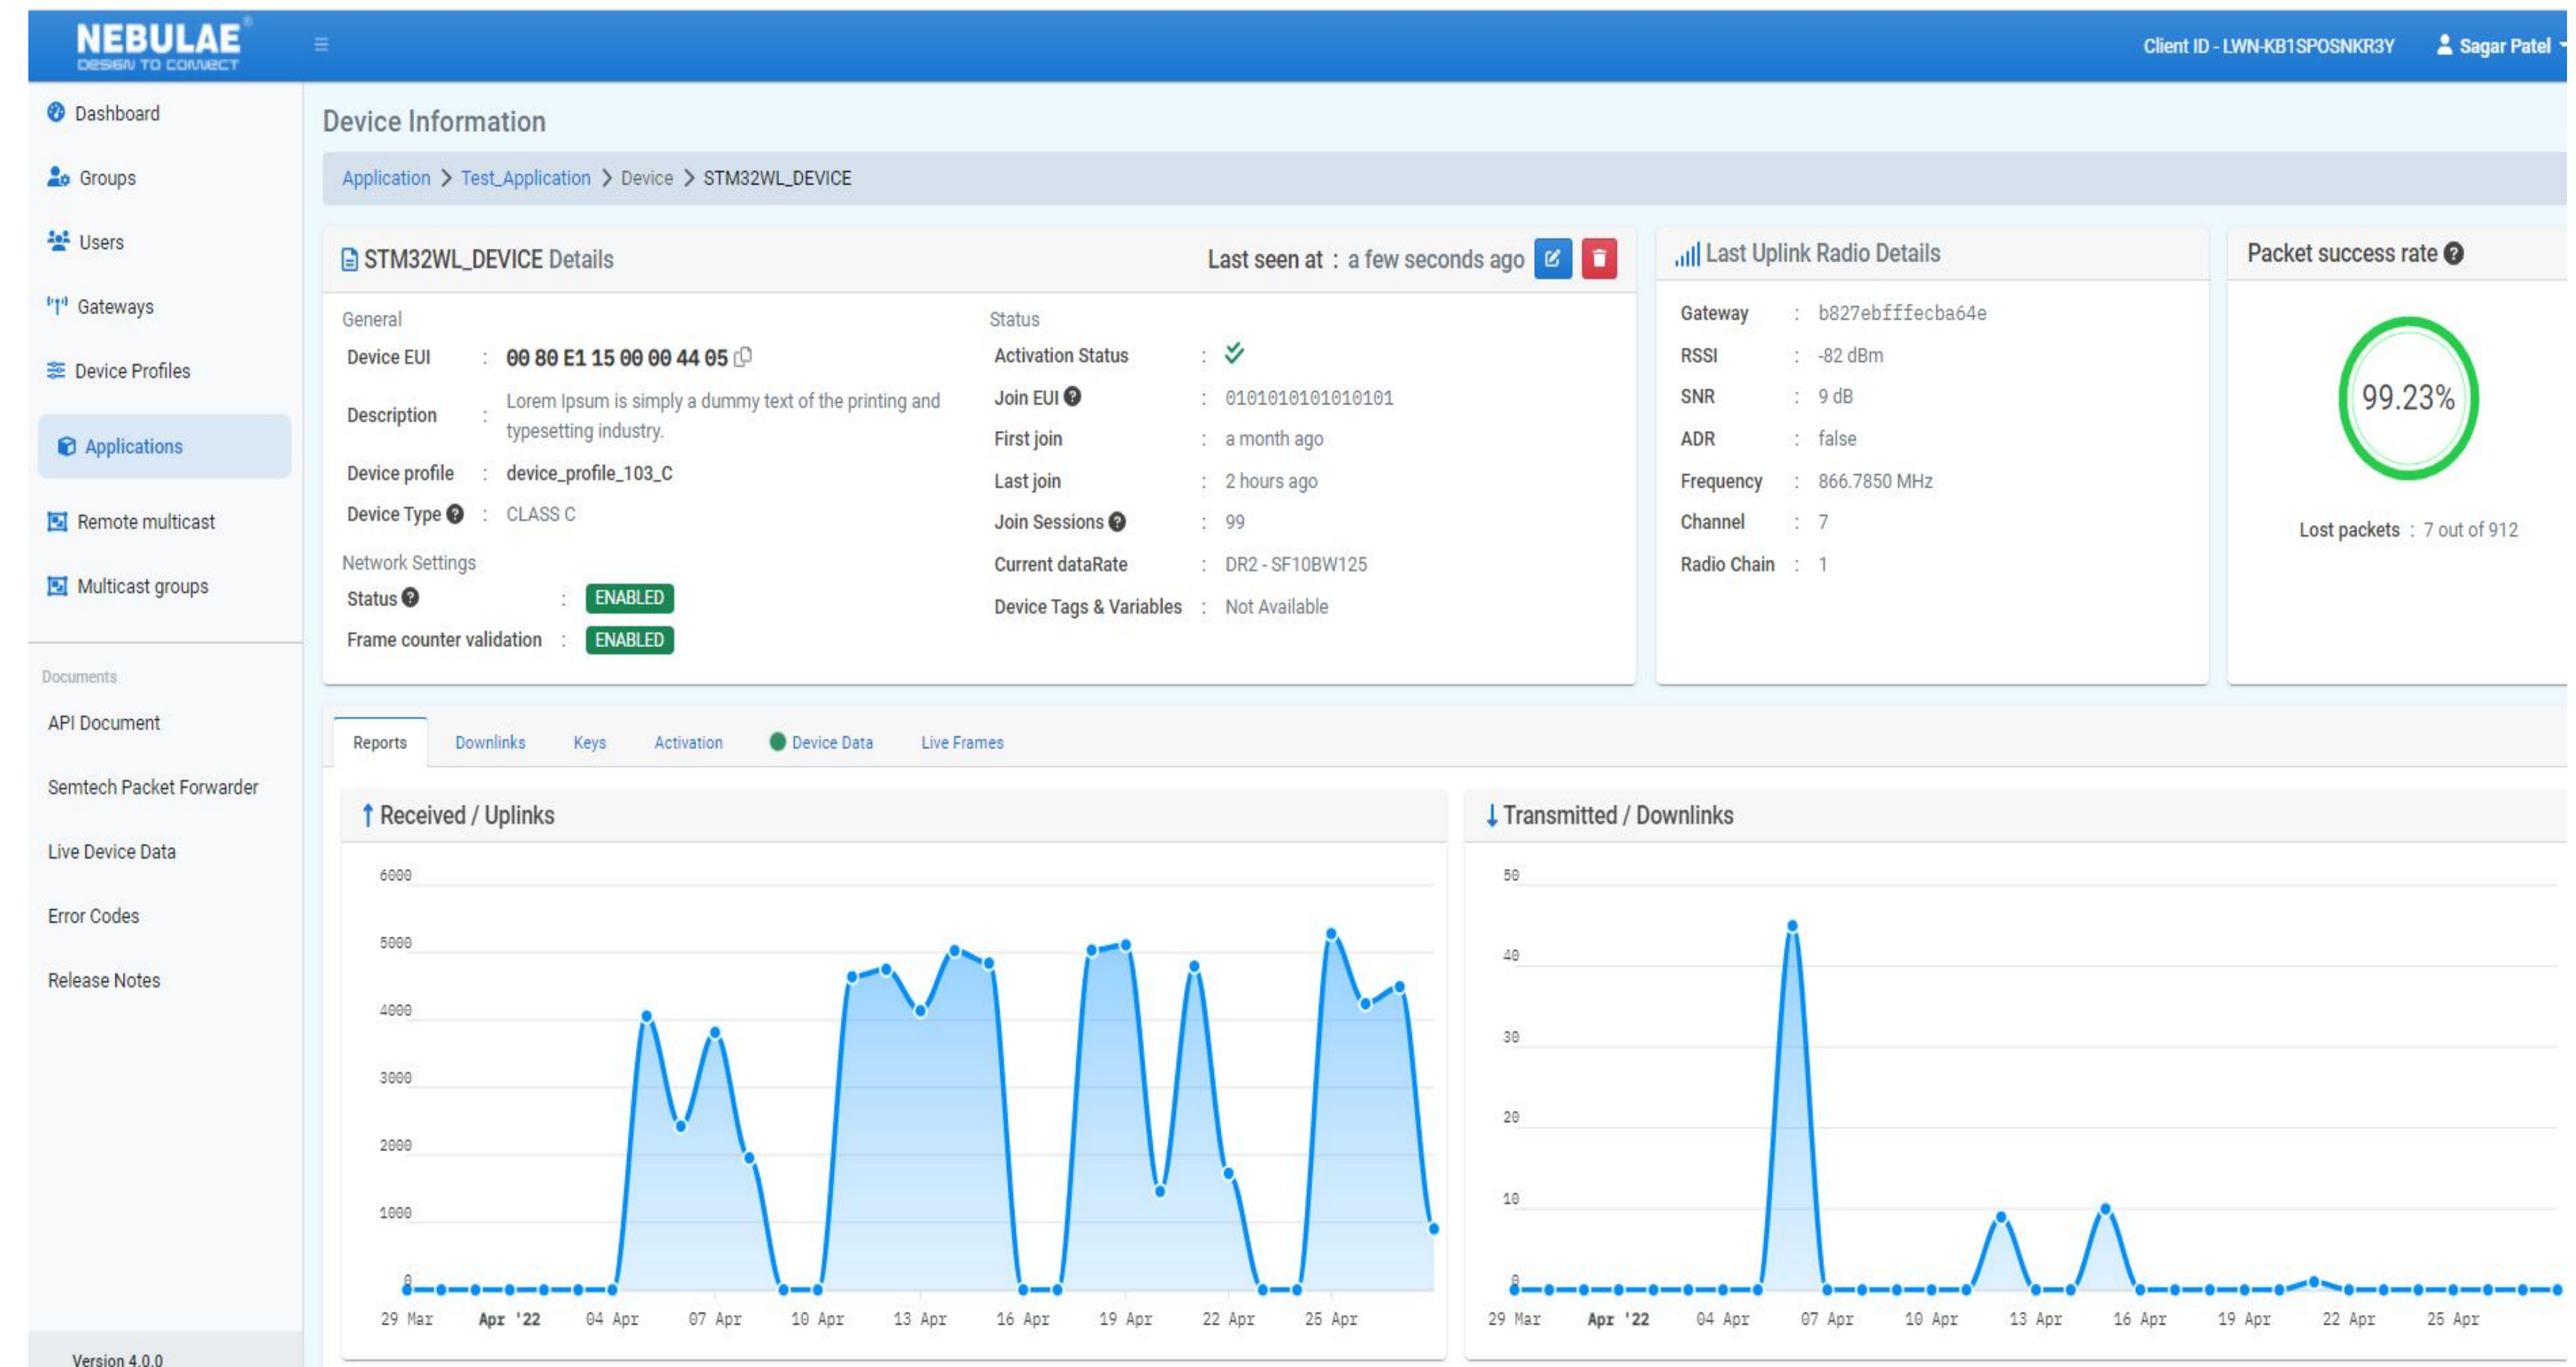 NEBULAE®
DESIGN TO CONNECT
Client ID - LWN-KB1SPOSNKR3Y
Sagar Patel
Dashboard
Groups
Users
Gateways
Device Profiles
Applications
Remote multicast
Multicast groups
Documents
API Document
Semtech Packet Forwarder
Live Device Data
Error Codes
Release Notes
Version 4.0.0
Device Information
Application > Test_Application > Device > STM32WL_DEVICE
STM32WL_DEVICE Details
Last seen at : a few seconds ago
General
Device EUI : 00 80 E1 15 00 00 44 05
Description : Lorem Ipsum is simply a dummy text of the printing and
typesetting industry.
Device profile : device_profile_103_C
Device Type ? : CLASS C
Network Settings
Status ? : ENABLED
Frame counter validation : ENABLED
Status
Activation Status :
Join EUI ? : 0101010101010101
First join : a month ago
Last join : 2 hours ago
Join Sessions ? : 99
Current dataRate : DR2 - SF10BW125
Device Tags & Variables : Not Available
Last Uplink Radio Details
Gateway : b827ebfffecba64e
RSSI : -82 dBm
SNR : 9 dB
ADR : false
Frequency : 866.7850 MHz
Channel : 7
Radio Chain : 1
Packet success rate ?
99.23%
Lost packets : 7 out of 912
Reports Downlinks Keys Activation Device Data Live Frames
Received / Uplinks
6000
5000
4000
3000
2000
1000
0
29 Mar Apr '22 04 Apr 07 Apr 10 Apr 13 Apr 16 Apr 19 Apr 22 Apr 25 Apr
Transmitted / Downlinks
50
40
30
20
10
0
29 Mar Apr '22 04 Apr 07 Apr 10 Apr 13 Apr 16 Apr 19 Apr 22 Apr 25 Apr